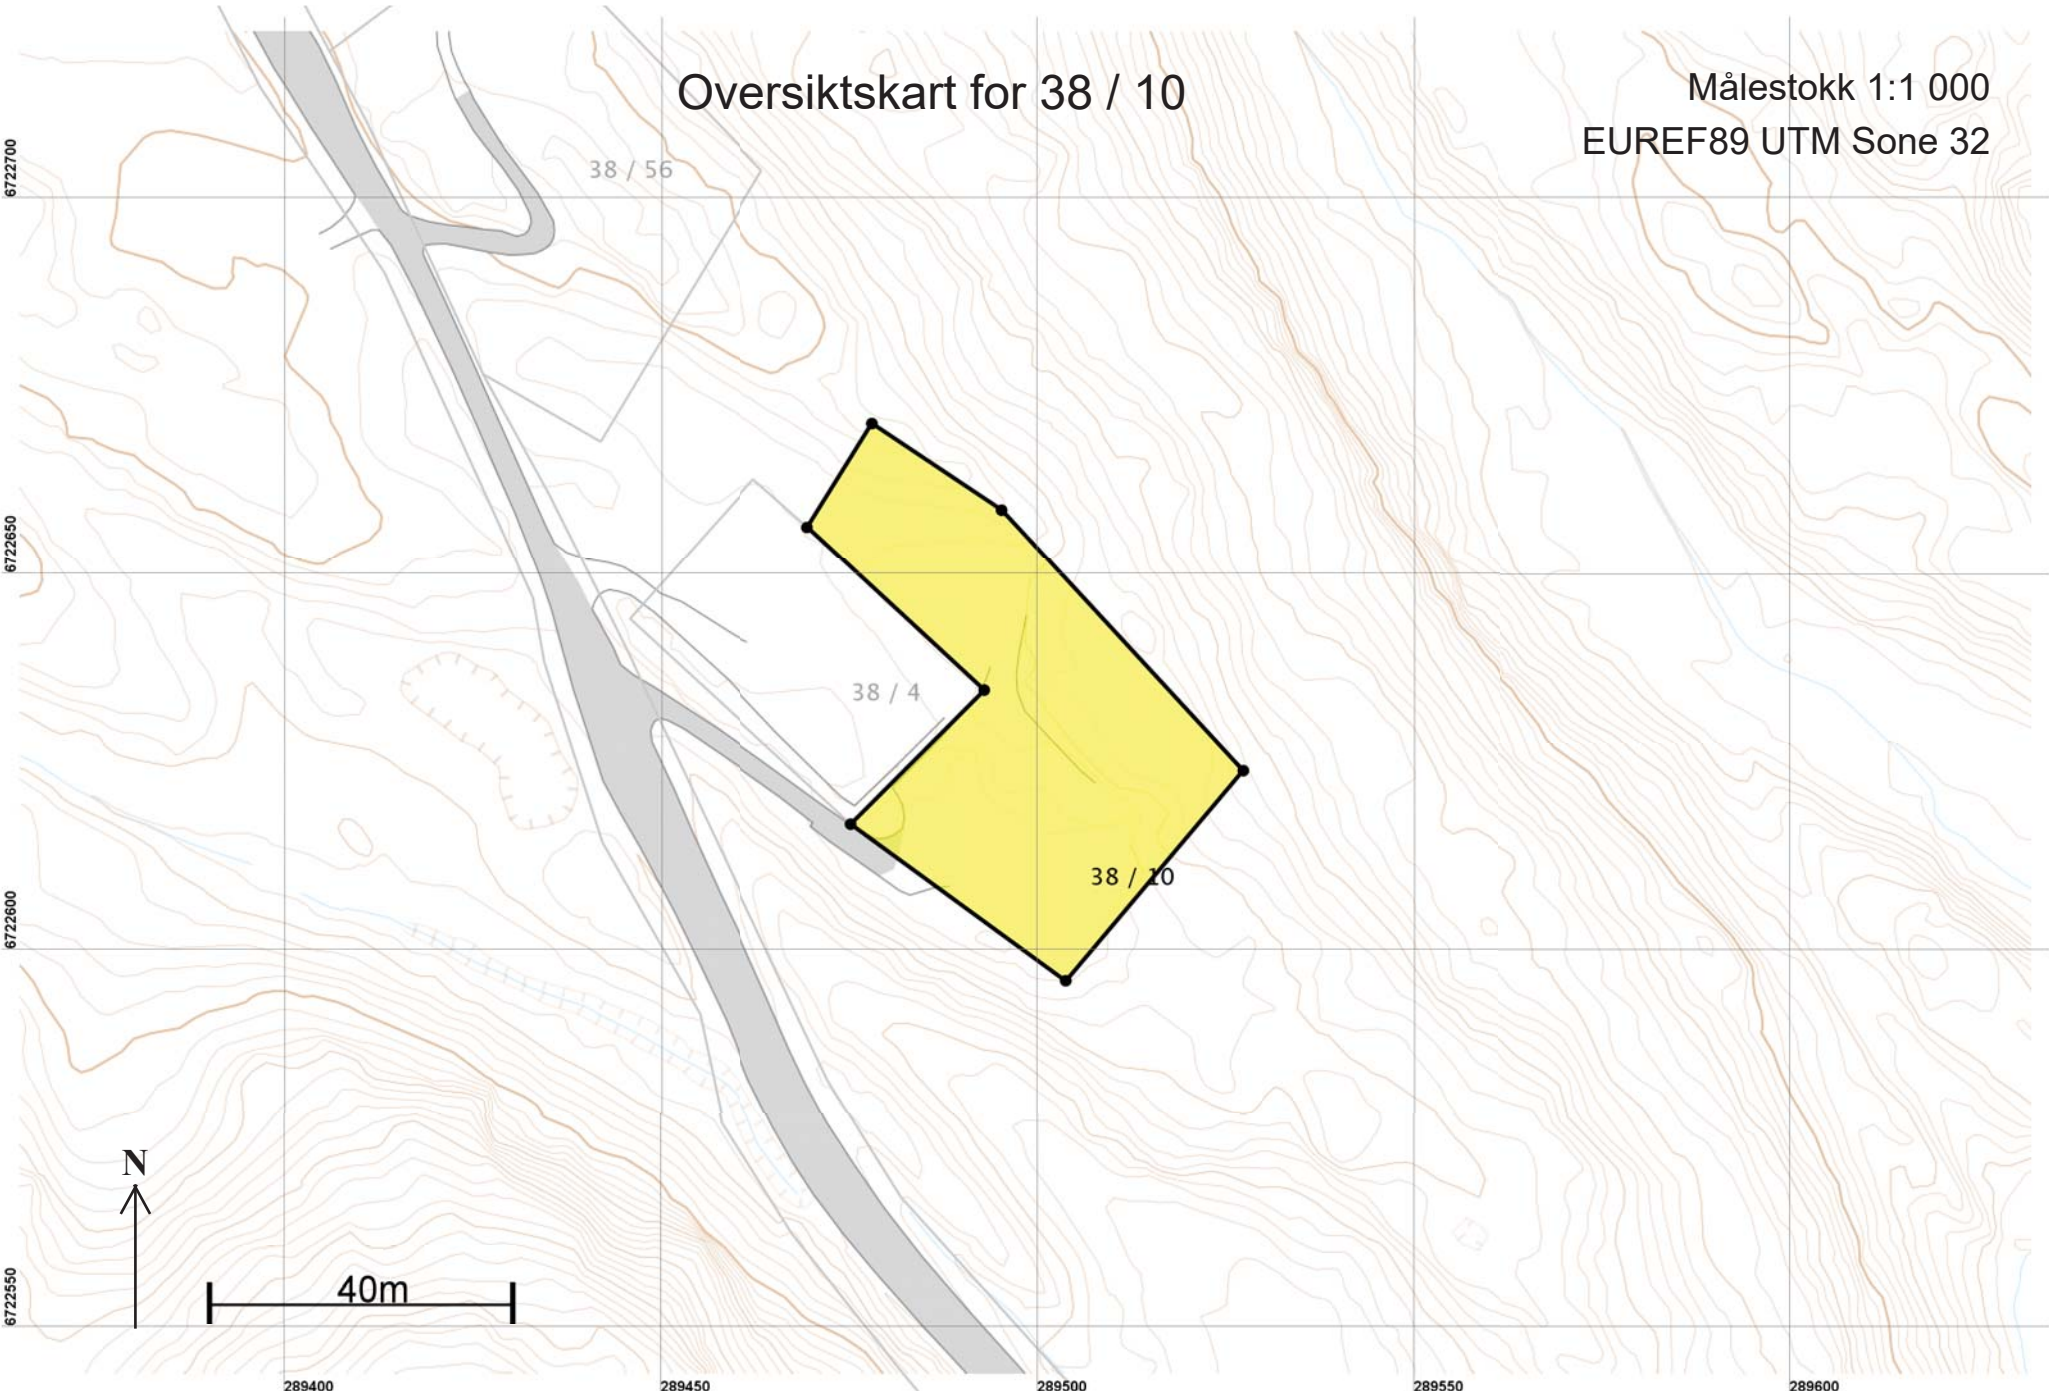 Oversiktskart for 38 / 10
Målestokk 1:1 000
EUREF89 UTM Sone 32
6722700
38 / 56
6722650
38 / 4
38 / 10
6722600
N
40m
6722550
289400
289450
289500
289550
289600